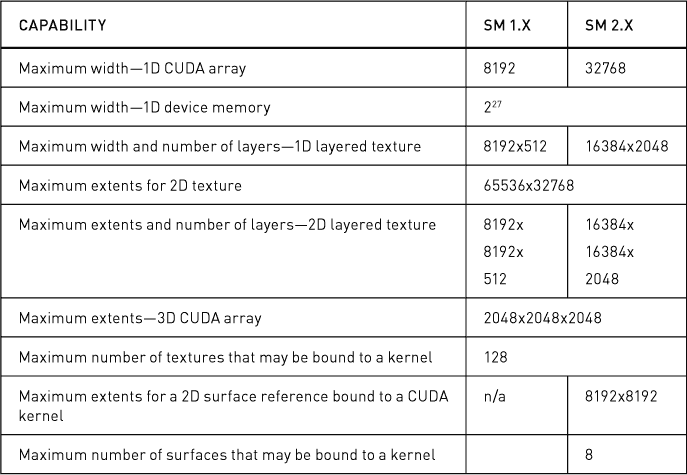 CAPABILITY SM 1.X SM 2.X
Maximum width—1D CUDA array 8192 32768
Maximum width—1D device memory 2²⁷
Maximum width and number of layers—1D layered texture 8192x512 16384x2048
Maximum extents for 2D texture 65536x32768
Maximum extents and number of layers—2D layered texture 8192x 16384x
8192x 16384x
512 2048
Maximum extents—3D CUDA array 2048x2048x2048
Maximum number of textures that may be bound to a kernel 128
Maximum extents for a 2D surface reference bound to a CUDA n/a 8192x8192
kernel
Maximum number of surfaces that may be bound to a kernel 8